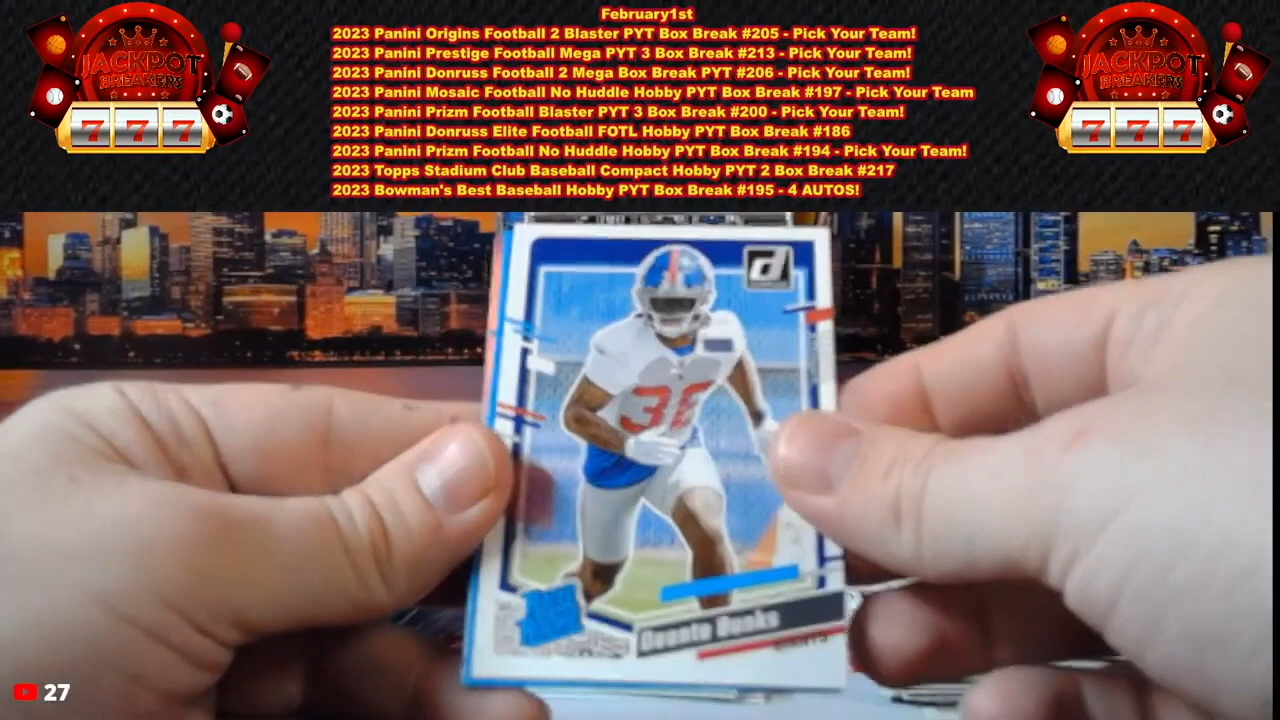 February1st
2023 Panini Origins Football 2 Blaster PYT Box Break #205 - Pick Your Team!
2023 Panini Prestige Football Mega PYT 3 Box Break #213 - Pick Your Team!
2023 Panini Donruss Football 2 Mega Box Break PYT #206 - Pick Your Team!
2023 Panini Mosaic Football No Huddle Hobby PYT Box Break #197 - Pick Your Team
2023 Panini Prizm Football Blaster PYT 3 Box Break #200 - Pick Your Team!
2023 Panini Donruss Elite Football FOTL Hobby PYT Box Break #186
2023 Panini Prizm Football No Huddle Hobby PYT Box Break #194 - Pick Your Team!
2023 Topps Stadium Club Baseball Compact Hobby PYT 2 Box Break #217
2023 Bowman's Best Baseball Hobby PYT Box Break #195 - 4 AUTOS!
JACKPOT
BREAKERS
7 7 7
JACKPOT
BREAKERS
7 7 7
d
Deonte Banks
27